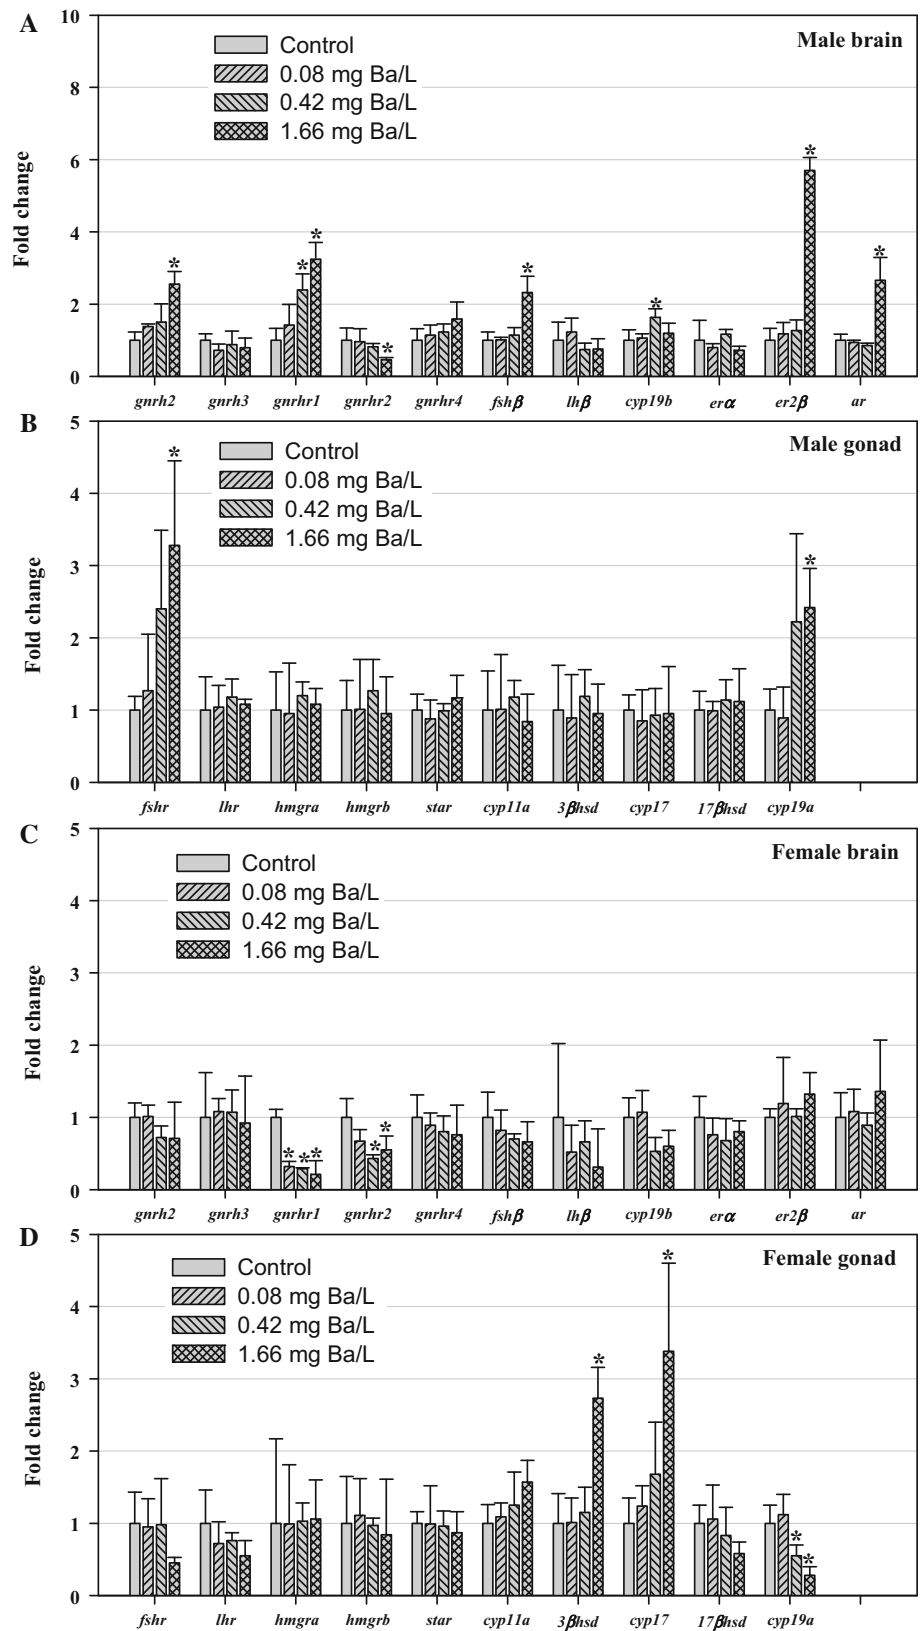 A
Male brain
10
8
6
4
2
0
Fold change
Control
0.08 mg Ba/L
0.42 mg Ba/L
1.66 mg Ba/L
* * * * * * * *
gnrh2 gnrh3 gnrhr1 gnrhr2 gnrhr4 fshβ lhβ cyp19b erα er2β ar
B
Male gonad
5
4
3
2
1
0
Fold change
Control
0.08 mg Ba/L
0.42 mg Ba/L
1.66 mg Ba/L
* *
fshr lhr hmgra hmgrb star cyp11a 3βhsd cyp17 17βhsd cyp19a
C
Female brain
5
4
3
2
1
0
Fold change
Control
0.08 mg Ba/L
0.42 mg Ba/L
1.66 mg Ba/L
* * * * *
gnrh2 gnrh3 gnrhr1 gnrhr2 gnrhr4 fshβ lhβ cyp19b erα er2β ar
D
Female gonad
5
4
3
2
1
0
Fold change
Control
0.08 mg Ba/L
0.42 mg Ba/L
1.66 mg Ba/L
* * * *
fshr lhr hmgra hmgrb star cyp11a 3βhsd cyp17 17βhsd cyp19a